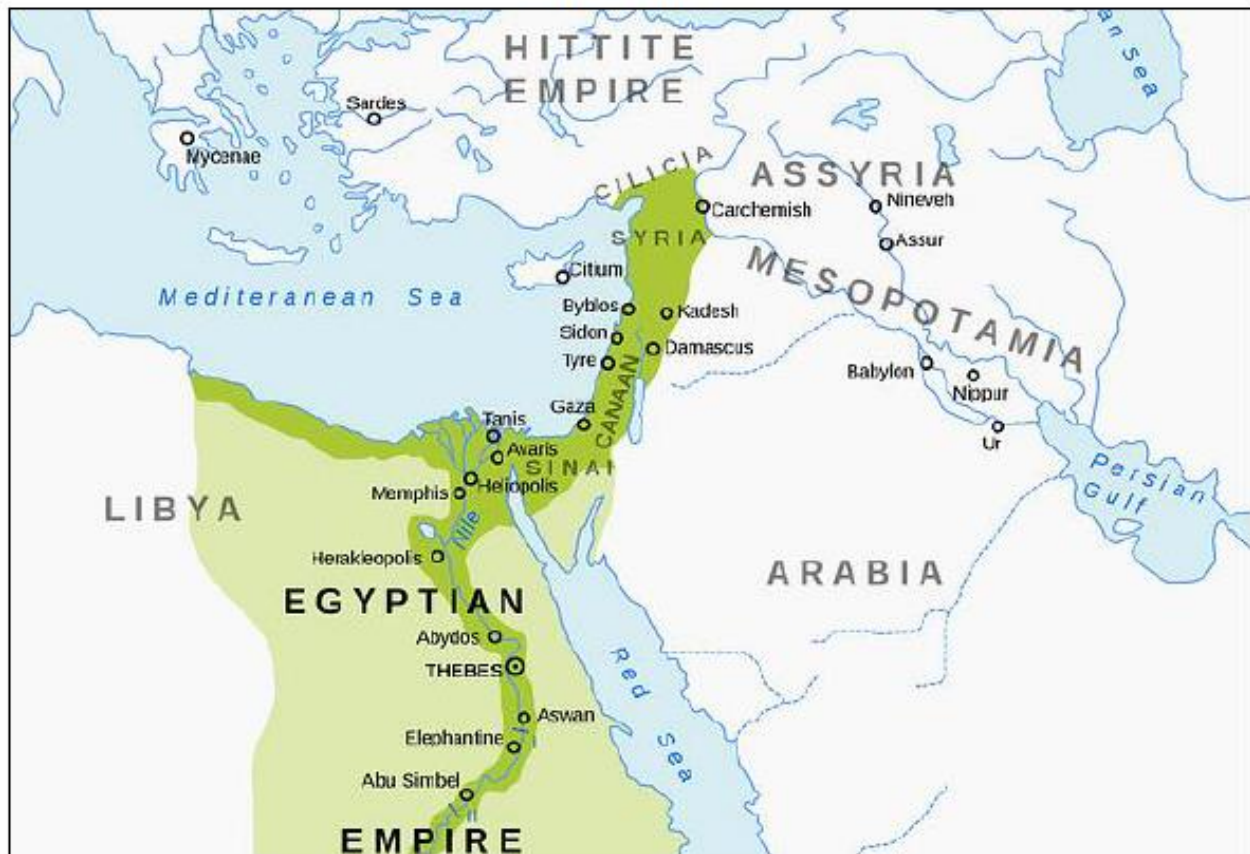 an Sea
HITTITE
EMPIRE
Sardes
Mycenae
CILICIA
ASSYRIA
Nineveh
Carchemish
SYRIA
Assur
Citium
MESOPOTAMIA
Mediteranean Sea
Byblos
Kadesh
Sidon
Damascus
Tyre
Babylon
Nippur
CANAAN
Gaza
Tanis
Ur
Avaris
SINAI
Persian
Gulf
Heliopolis
Memphis
LIBYA
Nile
Herakleopolis
ARABIA
EGYPTIAN
Abydos
THEBES
Red Sea
Aswan
Elephantine
Abu Simbel
EMPIRE